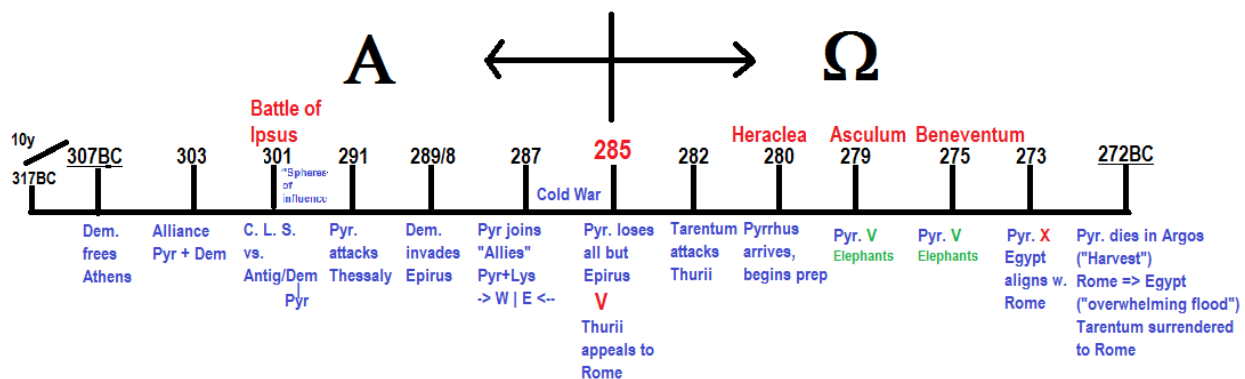 A
Ω
Battle of
Ipsus
Heraclea
Asculum
Beneventum
10y
317BC
307BC
303
301
291
289/8
287
285
282
280
279
275
273
272BC
"Spheres
of
influence
Cold War
Dem.
frees
Athens
Alliance
Pyr + Dem
C. L. S.
vs.
Antig/Dem
|
Pyr
Pyr.
attacks
Thessaly
Dem.
invades
Epirus
Pyr joins
"Allies"
Pyr+Lys
-> W | E <--
Pyr. loses
all but
Epirus
V
Thurii
appeals to
Rome
Tarentum
attacks
Thurii
Pyrrhus
arrives,
begins prep
Pyr. V
Elephants
Pyr. V
Elephants
Pyr. X
Egypt
aligns w.
Rome
Pyr. dies in Argos
("Harvest")
Rome => Egypt
("overwhelming flood")
Tarentum surrendered
to Rome